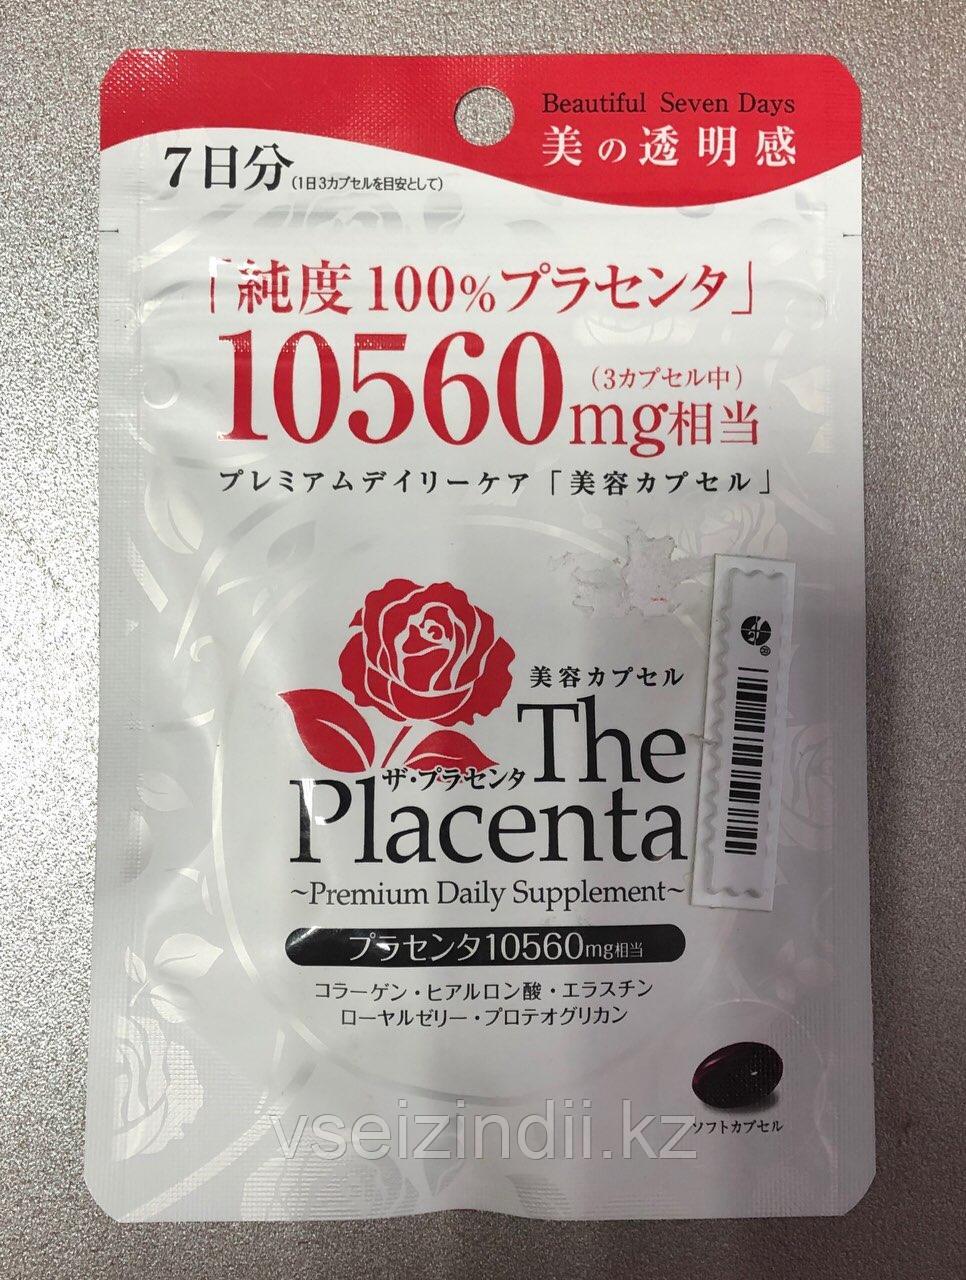 Beautiful Seven Days
美の透明感
7日分(1日3カプセルを目安として)
「純度100%プラセンタ」
10560mg相当
(3カプセル中)
プレミアムデイリーケア「美容カプセル」
美容カプセル
The
ザ・プラセンタ
Placenta
~Premium Daily Supplement~
プラセンタ10560mg相当
コラーゲン・ヒアルロン酸・エラスチン
ローヤルゼリー・プロテオグリカン
ソフトカプセル
vseizindii.kz